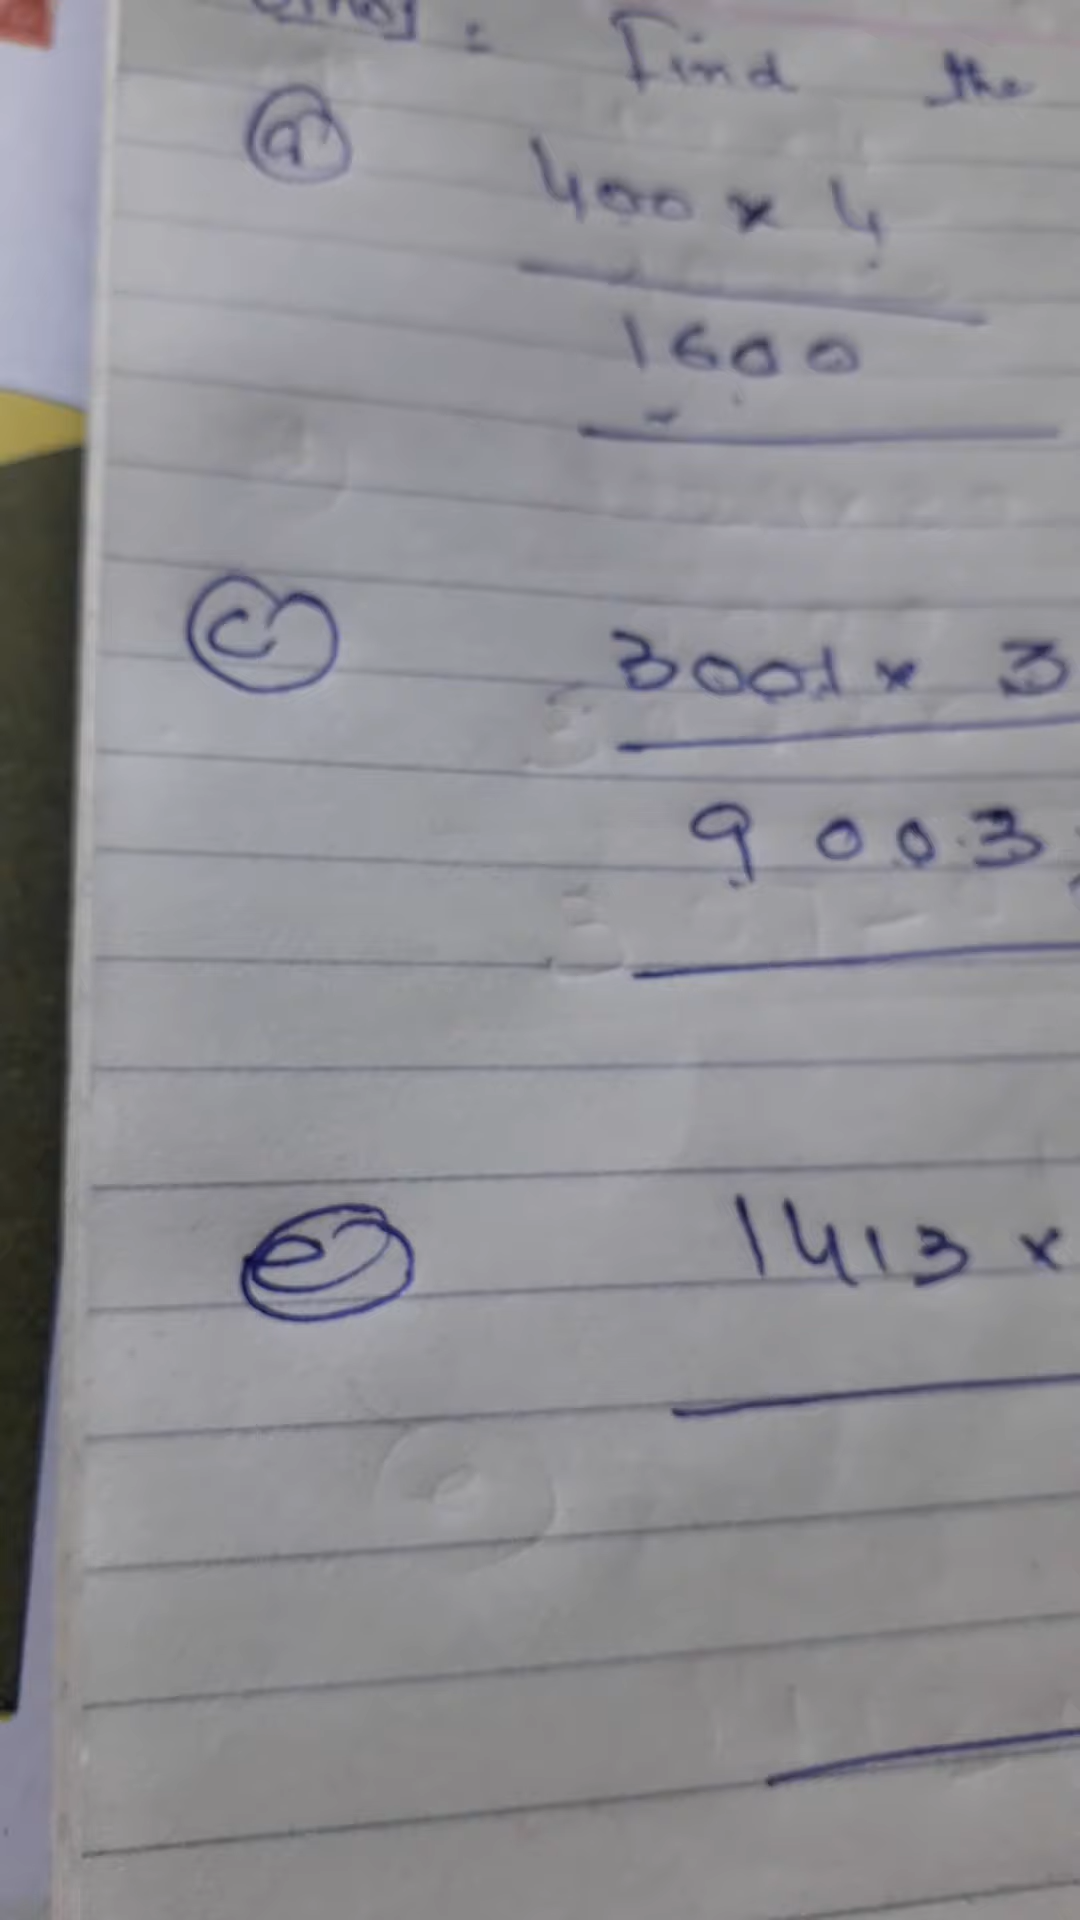 : Find the
a
400 × 4
1600
c
3001 × 3
9003
e
1413 ×